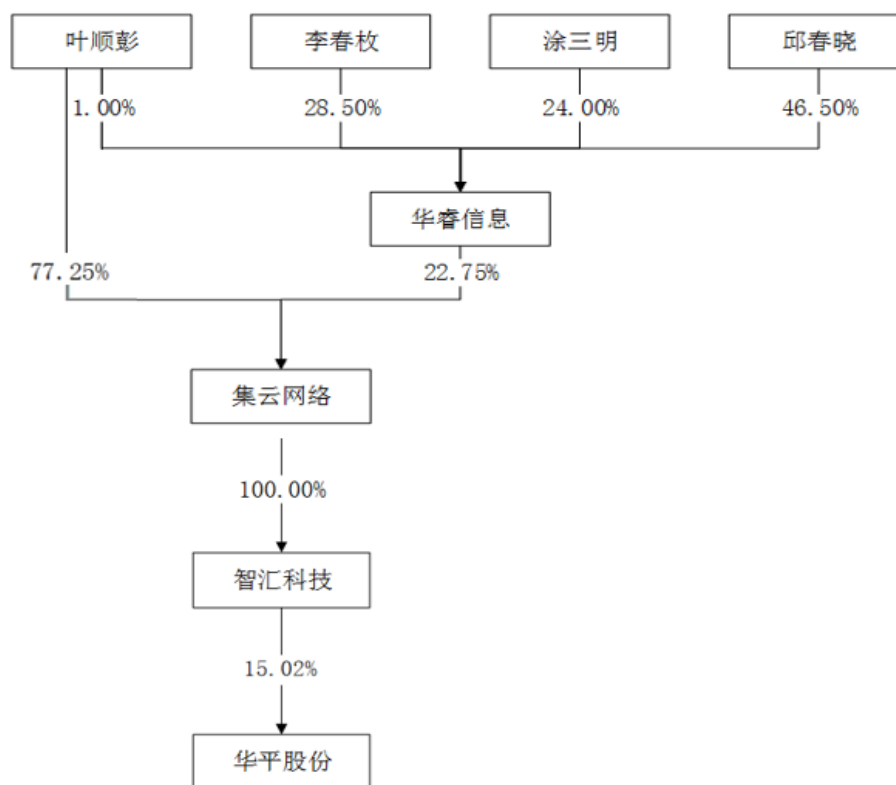 叶顺彭 李春枚 涂三明 邱春晓
1.00% 28.50% 24.00% 46.50%
华睿信息
77.25% 22.75%
集云网络
100.00%
智汇科技
15.02%
华平股份